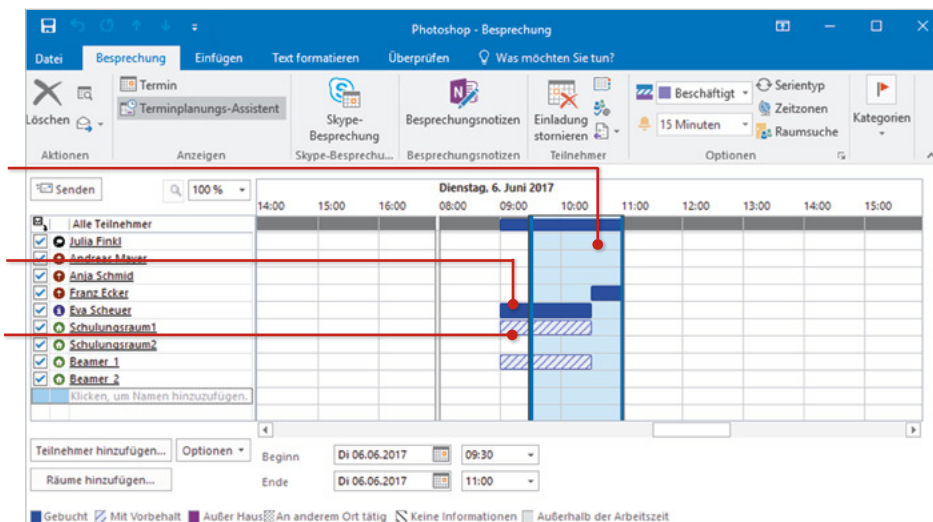 Photoshop - Besprechung
Datei Besprechung Einfügen Text formatieren Überprüfen Was möchten Sie tun?
Löschen
Termin
Terminplanungs-Assistent
Skype-Besprechung
Besprechungsnotizen
Einladung stornieren
Beschäftigt
15 Minuten
Serientyp
Zeitzonen
Raumsuche
Kategorien
Aktionen Anzeigen Skype-Besprechu... Besprechungsnotizen Teilnehmer Optionen
Senden 100 %
Dienstag, 6. Juni 2017
14:00 15:00 16:00 08:00 09:00 10:00 11:00 12:00 13:00 14:00 15:00
Alle Teilnehmer
Julia Finkl
Andreas Mayer
Anja Schmid
Franz Ecker
Eva Scheuer
Schulungsraum1
Schulungsraum2
Beamer 1
Beamer 2
Klicken, um Namen hinzuzufügen.
Teilnehmer hinzufügen... Optionen
Beginn Di 06.06.2017 09:30
Räume hinzufügen...
Ende Di 06.06.2017 11:00
Gebucht Mit Vorbehalt Außer Haus An anderem Ort tätig Keine Informationen Außerhalb der Arbeitszeit